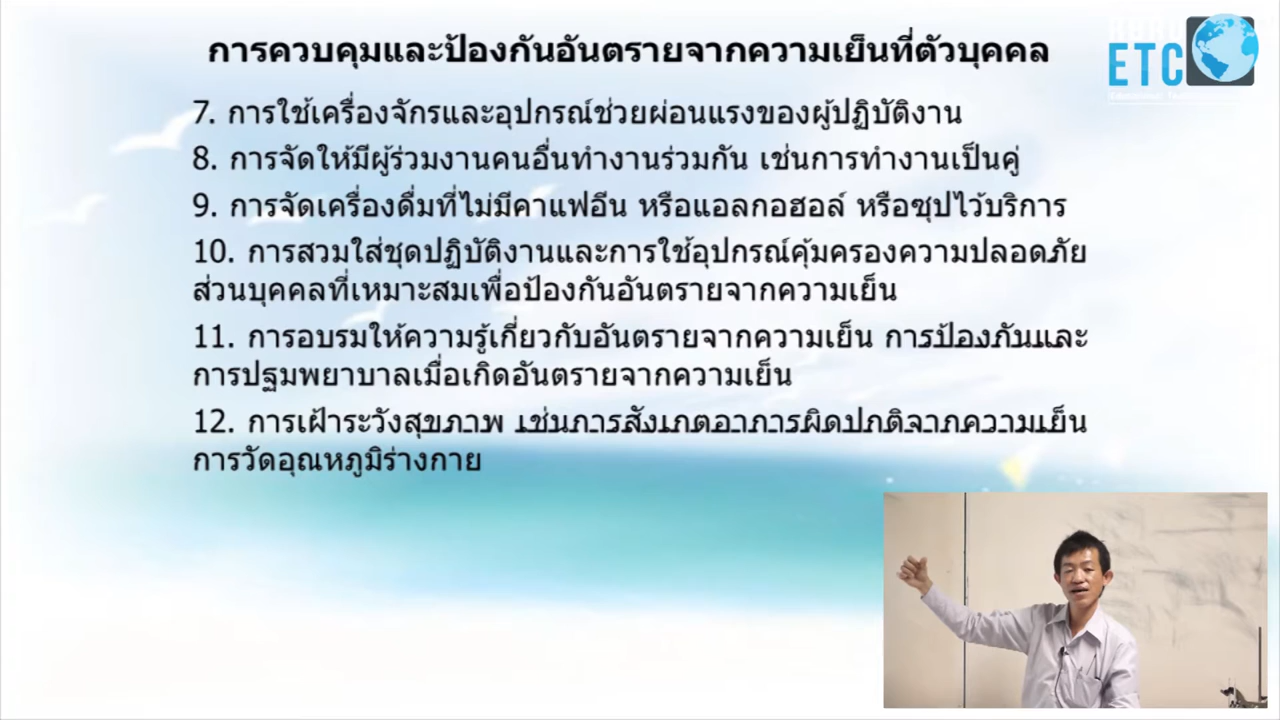 การควบคุมและป้องกันอันตรายจากความเย็นที่ตัวบุคคล
ETC
7. การใช้เครื่องจักรและอุปกรณ์ช่วยผ่อนแรงของผู้ปฏิบัติงาน
8. การจัดให้มีผู้ร่วมงานคนอื่นทำงานร่วมกัน เช่นการทำงานเป็นคู่
9. การจัดเครื่องดื่มที่ไม่มีคาแฟอีน หรือแอลกอฮอล์ หรือซุปไว้บริการ
10. การสวมใส่ชุดปฏิบัติงานและการใช้อุปกรณ์คุ้มครองความปลอดภัย
ส่วนบุคคลที่เหมาะสมเพื่อป้องกันอันตรายจากความเย็น
11. การอบรมให้ความรู้เกี่ยวกับอันตรายจากความเย็น การป้องกันและ
การปฐมพยาบาลเมื่อเกิดอันตรายจากความเย็น
12. การเฝ้าระวังสุขภาพ เช่นการสังเกตอาการผิดปกติจากความเย็น
การวัดอุณหภูมิร่างกาย